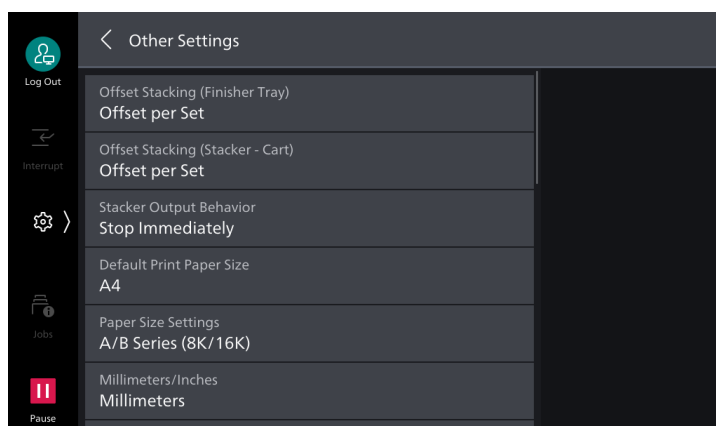 Other Settings
Log Out
Interrupt
Jobs
Pause
Offset Stacking (Finisher Tray)
Offset per Set
Offset Stacking (Stacker - Cart)
Offset per Set
Stacker Output Behavior
Stop Immediately
Default Print Paper Size
A4
Paper Size Settings
A/B Series (8K/16K)
Millimeters/Inches
Millimeters